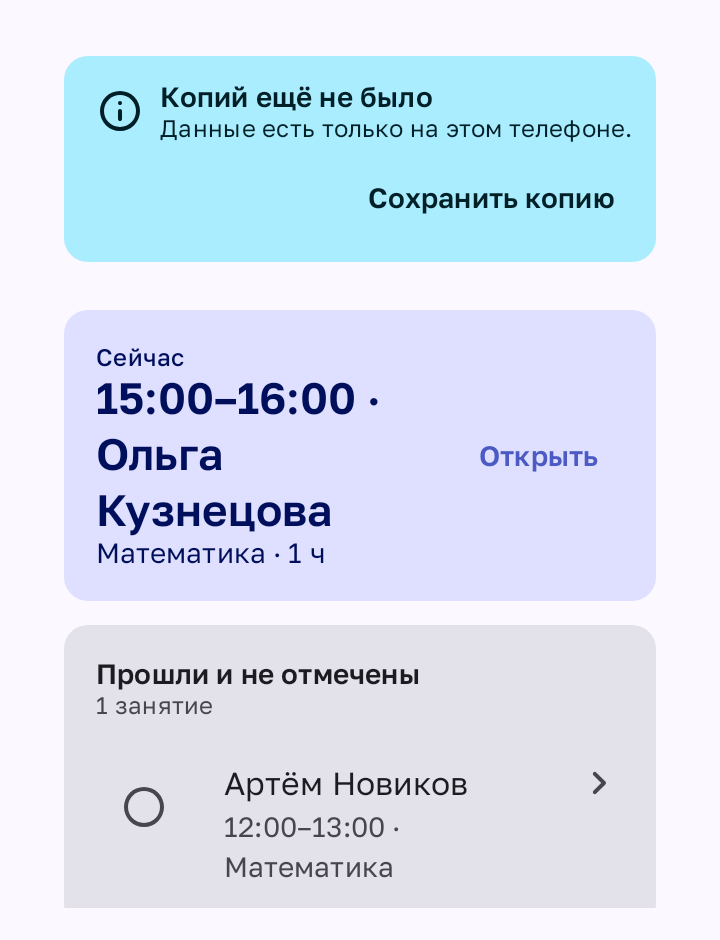 Копий ещё не было
Данные есть только на этом телефоне.
Сохранить копию
Сейчас
15:00–16:00 ·
Ольга
Кузнецова
Открыть
Математика · 1 ч
Прошли и не отмечены
1 занятие
Артём Новиков
12:00–13:00 ·
Математика